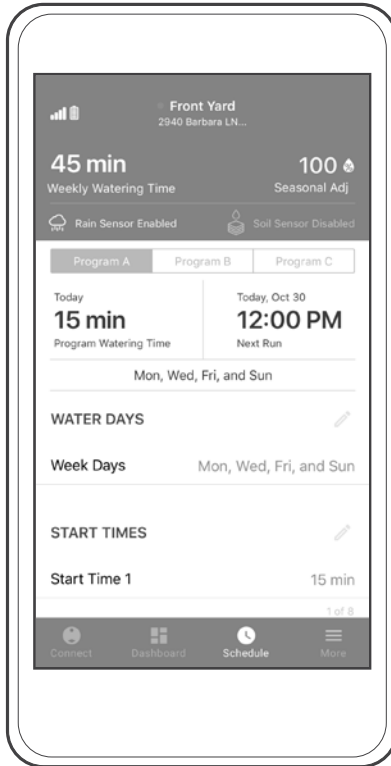 Front Yard
2940 Barbara LN...
45 min
100
Weekly Watering Time
Seasonal Adj
Rain Sensor Enabled
Soil Sensor Disabled
Program A
Program B
Program C
Today
Today, Oct 30
15 min
12:00 PM
Program Watering Time
Next Run
Mon, Wed, Fri, and Sun
WATER DAYS
Week Days
Mon, Wed, Fri, and Sun
START TIMES
Start Time 1
15 min
1 of 8
Connect
Dashboard
Schedule
More